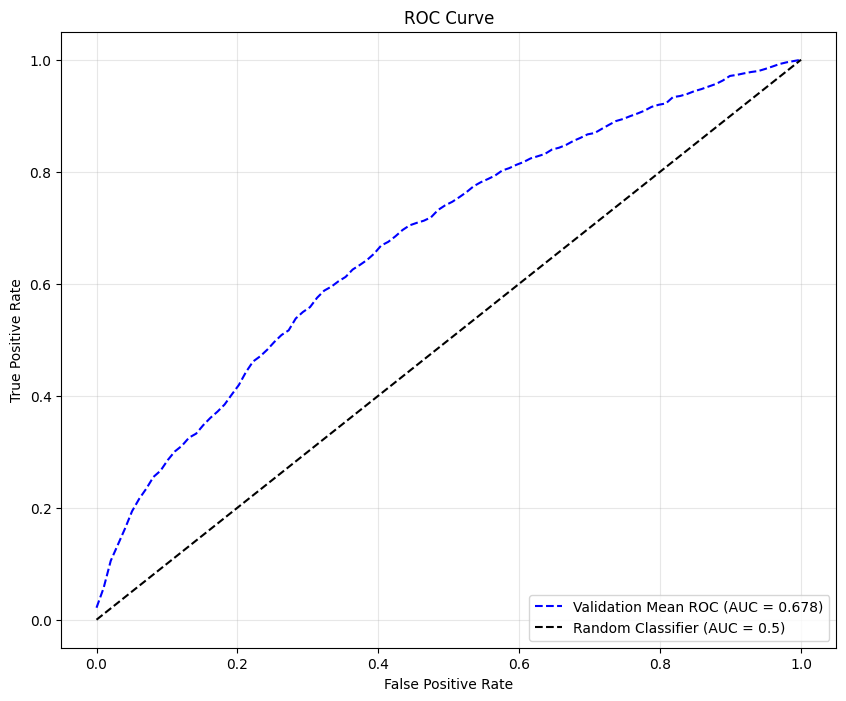 ROC Curve
1.0
0.8
0.6
0.4
0.2
0.0
True Positive Rate
Validation Mean ROC (AUC = 0.678)
Random Classifier (AUC = 0.5)
0.0 0.2 0.4 0.6 0.8 1.0
False Positive Rate